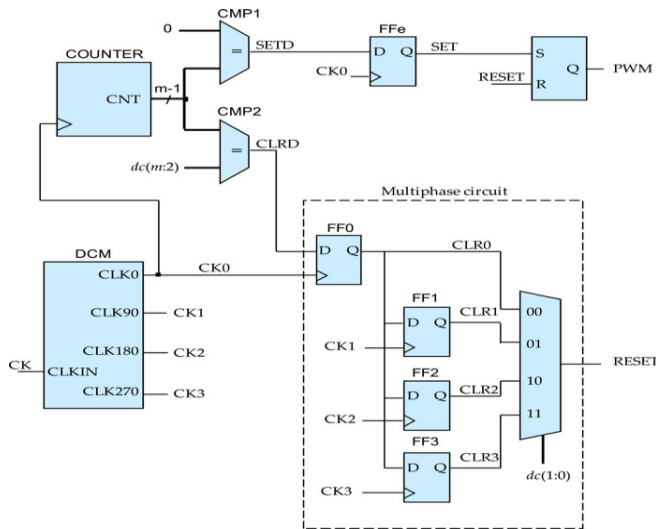 CMP1
0
=
SETD
FFe
D Q
CK0
SET
S
R
Q
PWM
RESET
COUNTER
CNT
m-1
CMP2
=
CLRD
dc(m:2)
Multiphase circuit
FF0
D Q
CLR0
DCM
CLK0
CK0
CLK90
CK1
CLK180
CK2
CLK270
CK3
CK
CLKIN
FF1
D Q
CLR1
CK1
FF2
D Q
CLR2
CK2
FF3
D Q
CLR3
CK3
00
01
10
11
RESET
dc(1:0)